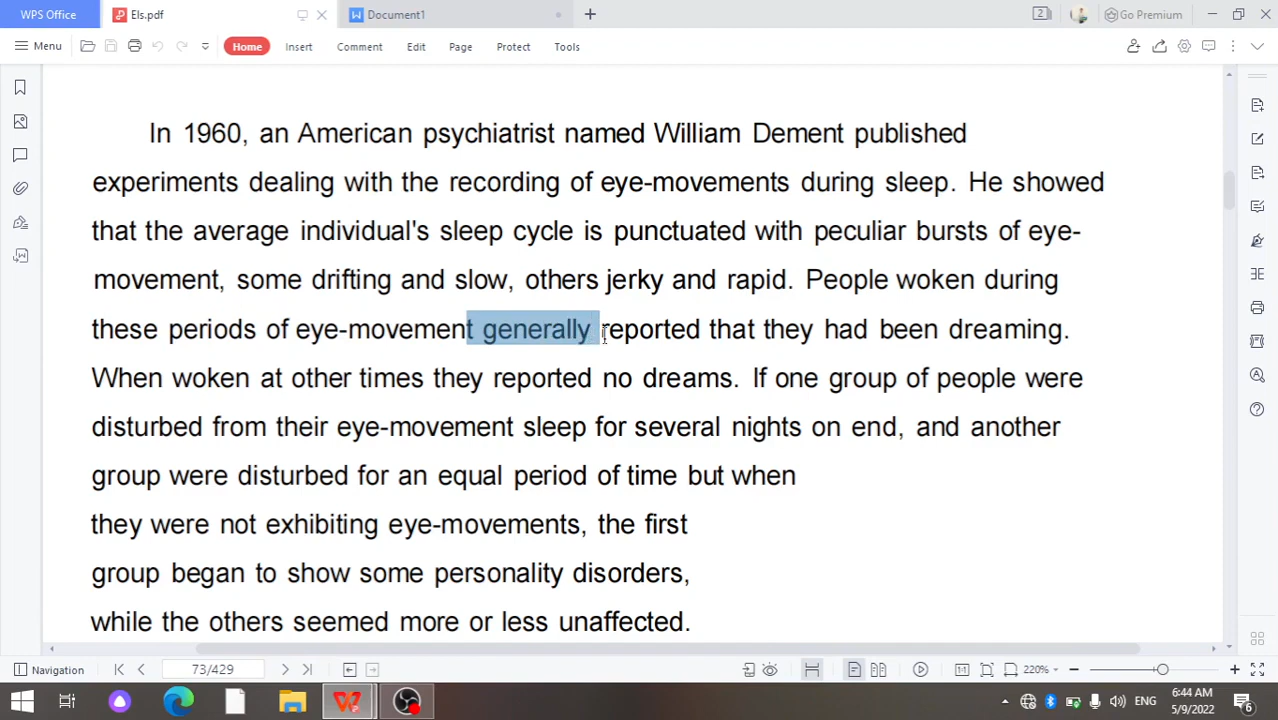 WPS Office
Els.pdf
Document1
2
Go Premium
Menu
Home
Insert
Comment
Edit
Page
Protect
Tools
In 1960, an American psychiatrist named William Dement published
experiments dealing with the recording of eye-movements during sleep. He showed
that the average individual's sleep cycle is punctuated with peculiar bursts of eye-
movement, some drifting and slow, others jerky and rapid. People woken during
these periods of eye-movement generally reported that they had been dreaming.
When woken at other times they reported no dreams. If one group of people were
disturbed from their eye-movement sleep for several nights on end, and another
group were disturbed for an equal period of time but when
they were not exhibiting eye-movements, the first
group began to show some personality disorders,
while the others seemed more or less unaffected.
Navigation
73/429
220%
ENG
6:44 AM
5/9/2022
6